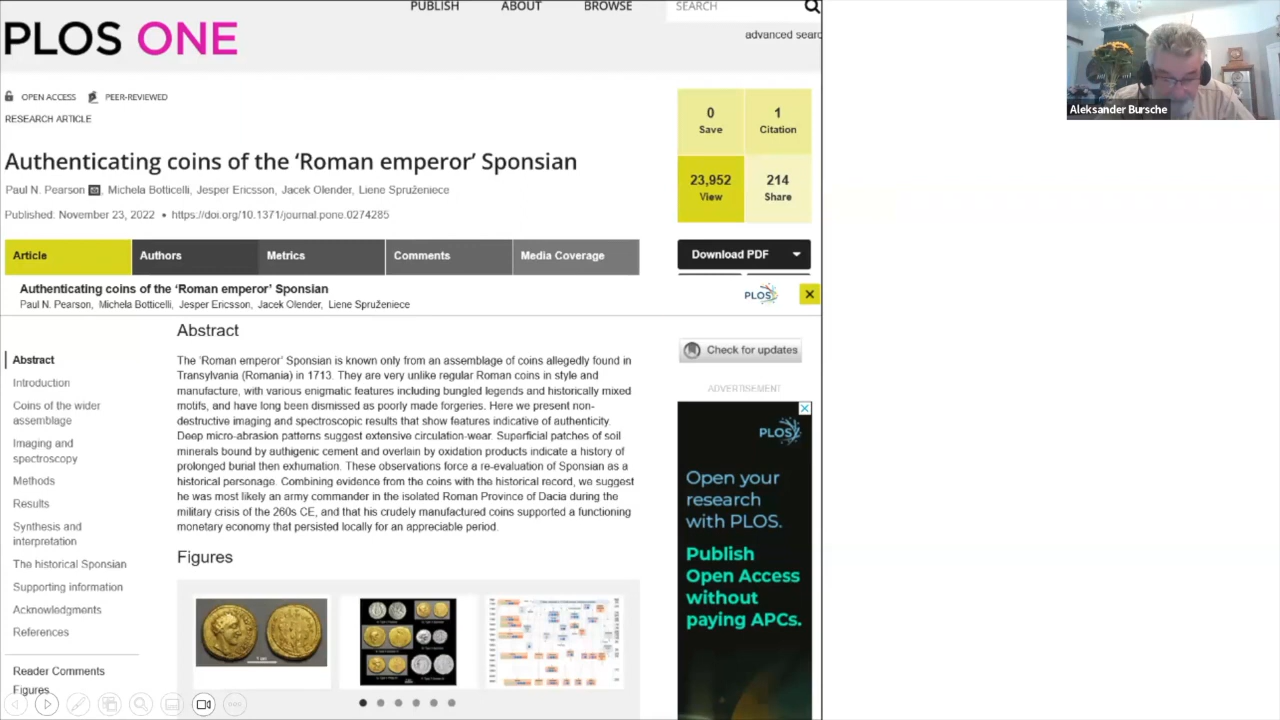 PUBLISH ABOUT BROWSE SEARCH
advanced searc
PLOS ONE
OPEN ACCESS PEER-REVIEWED
RESEARCH ARTICLE
Authenticating coins of the ‘Roman emperor’ Sponsian
Paul N. Pearson, Michela Botticelli, Jesper Ericsson, Jacek Olender, Liene Spruženiece
Published: November 23, 2022 • https://doi.org/10.1371/journal.pone.0274285
0
Save
1
Citation
23,952
View
214
Share
Article Authors Metrics Comments Media Coverage
Download PDF
Authenticating coins of the ‘Roman emperor’ Sponsian
Paul N. Pearson, Michela Botticelli, Jesper Ericsson, Jacek Olender, Liene Spruženiece
PLOS
Abstract
Introduction
Coins of the wider
assemblage
Imaging and
spectroscopy
Methods
Results
Synthesis and
interpretation
The historical Sponsian
Supporting information
Acknowledgments
References
Reader Comments
Figures
Abstract
The ‘Roman emperor’ Sponsian is known only from an assemblage of coins allegedly found in
Transylvania (Romania) in 1713. They are very unlike regular Roman coins in style and
manufacture, with various enigmatic features including bungled legends and historically mixed
motifs, and have long been dismissed as poorly made forgeries. Here we present non-
destructive imaging and spectroscopic results that show features indicative of authenticity.
Deep micro-abrasion patterns suggest extensive circulation-wear. Superficial patches of soil
minerals bound by authigenic cement and overlain by oxidation products indicate a history of
prolonged burial then exhumation. These observations force a re-evaluation of Sponsian as a
historical personage. Combining evidence from the coins with the historical record, we suggest
he was most likely an army commander in the isolated Roman Province of Dacia during the
military crisis of the 260s CE, and that his crudely manufactured coins supported a functioning
monetary economy that persisted locally for an appreciable period.
Figures
Check for updates
ADVERTISEMENT
PLOS
Open your
research
with PLOS.
Publish
Open Access
without
paying APCs.
Aleksander Bursche